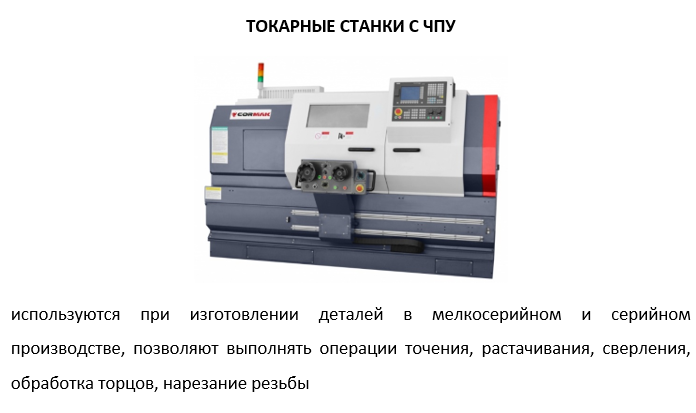 ТОКАРНЫЕ СТАНКИ С ЧПУ
CORMAK
используются при изготовлении деталей в мелкосерийном и серийном
производстве, позволяют выполнять операции точения, растачивания, сверления,
обработка торцов, нарезание резьбы